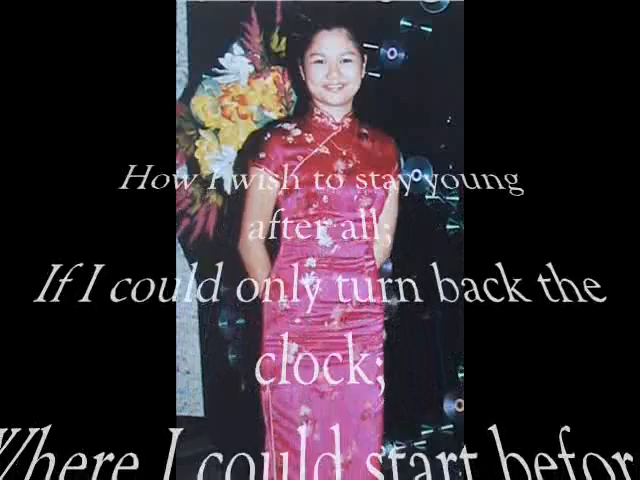 How I wish to stay young
after all;
If I could only turn back the
clock;
Where I could start befor